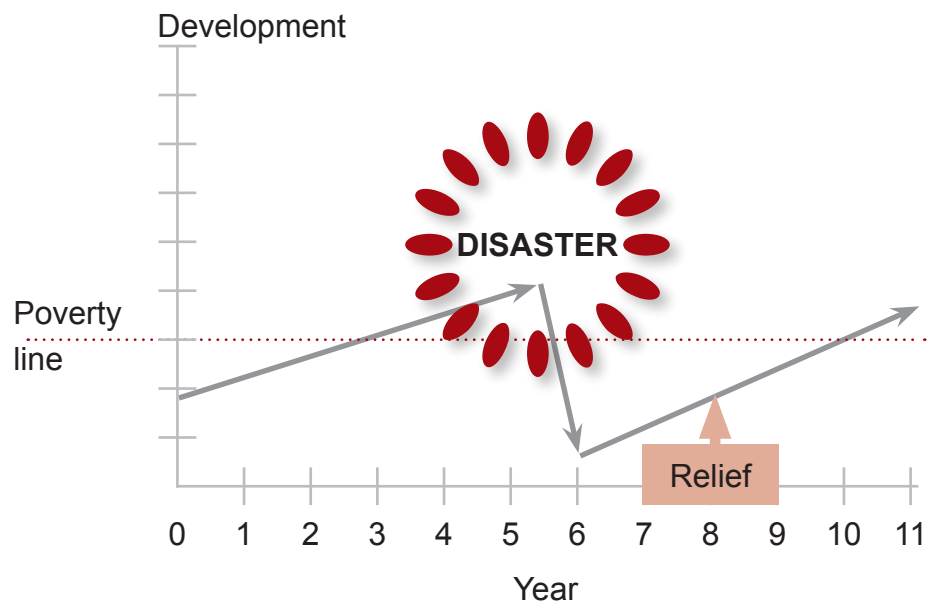 Development
DISASTER
Poverty
line
Relief
0 1 2 3 4 5 6 7 8 9 10 11
Year